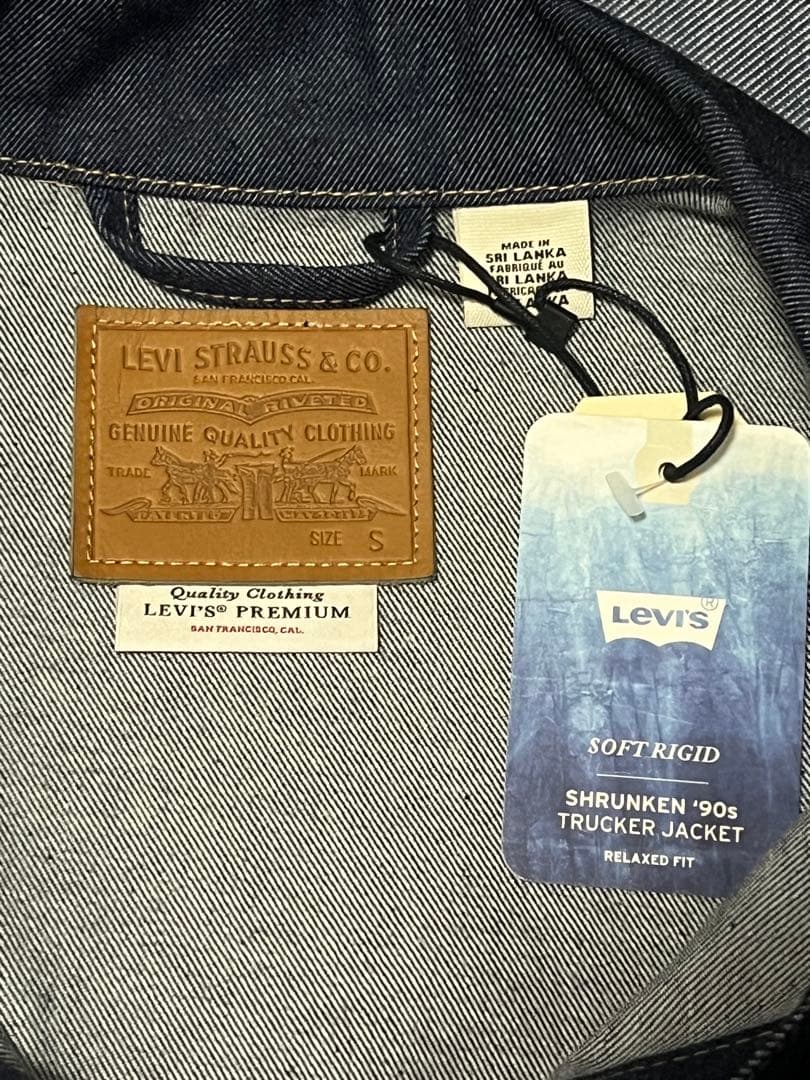 MADE IN
SRI LANKA
FABRIQUÉ AU
SRI LANKA
LEVI STRAUSS & CO.
SAN FRANCISCO CAL.
ORIGINAL RIVETED
GENUINE QUALITY CLOTHING
TRADE MARK
PATENTED
SIZE S
Quality Clothing
LEVI'S® PREMIUM
SAN FRANCISCO, CAL.
LEVI'S®
SOFT RIGID
SHRUNKEN '90s
TRUCKER JACKET
RELAXED FIT